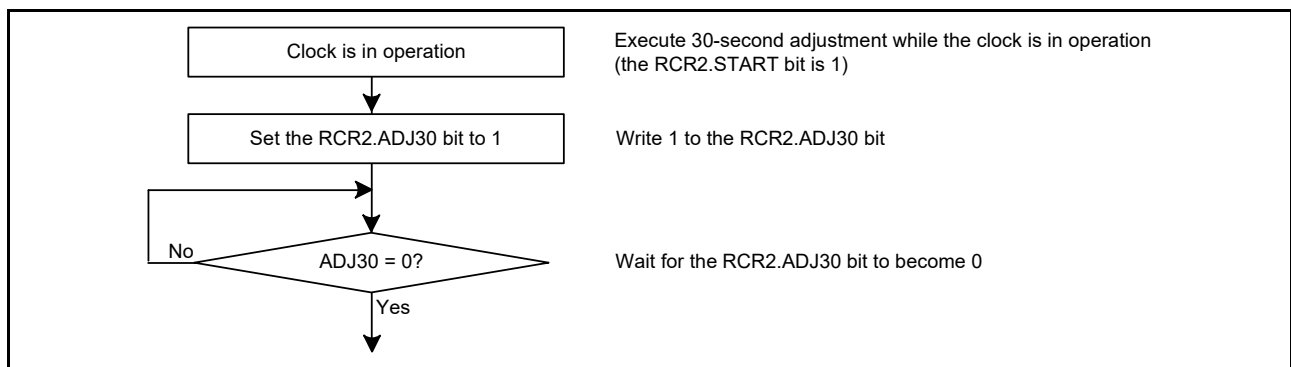 Clock is in operation
Execute 30-second adjustment while the clock is in operation
(the RCR2.START bit is 1)
Set the RCR2.ADJ30 bit to 1
Write 1 to the RCR2.ADJ30 bit
No
ADJ30 = 0?
Wait for the RCR2.ADJ30 bit to become 0
Yes